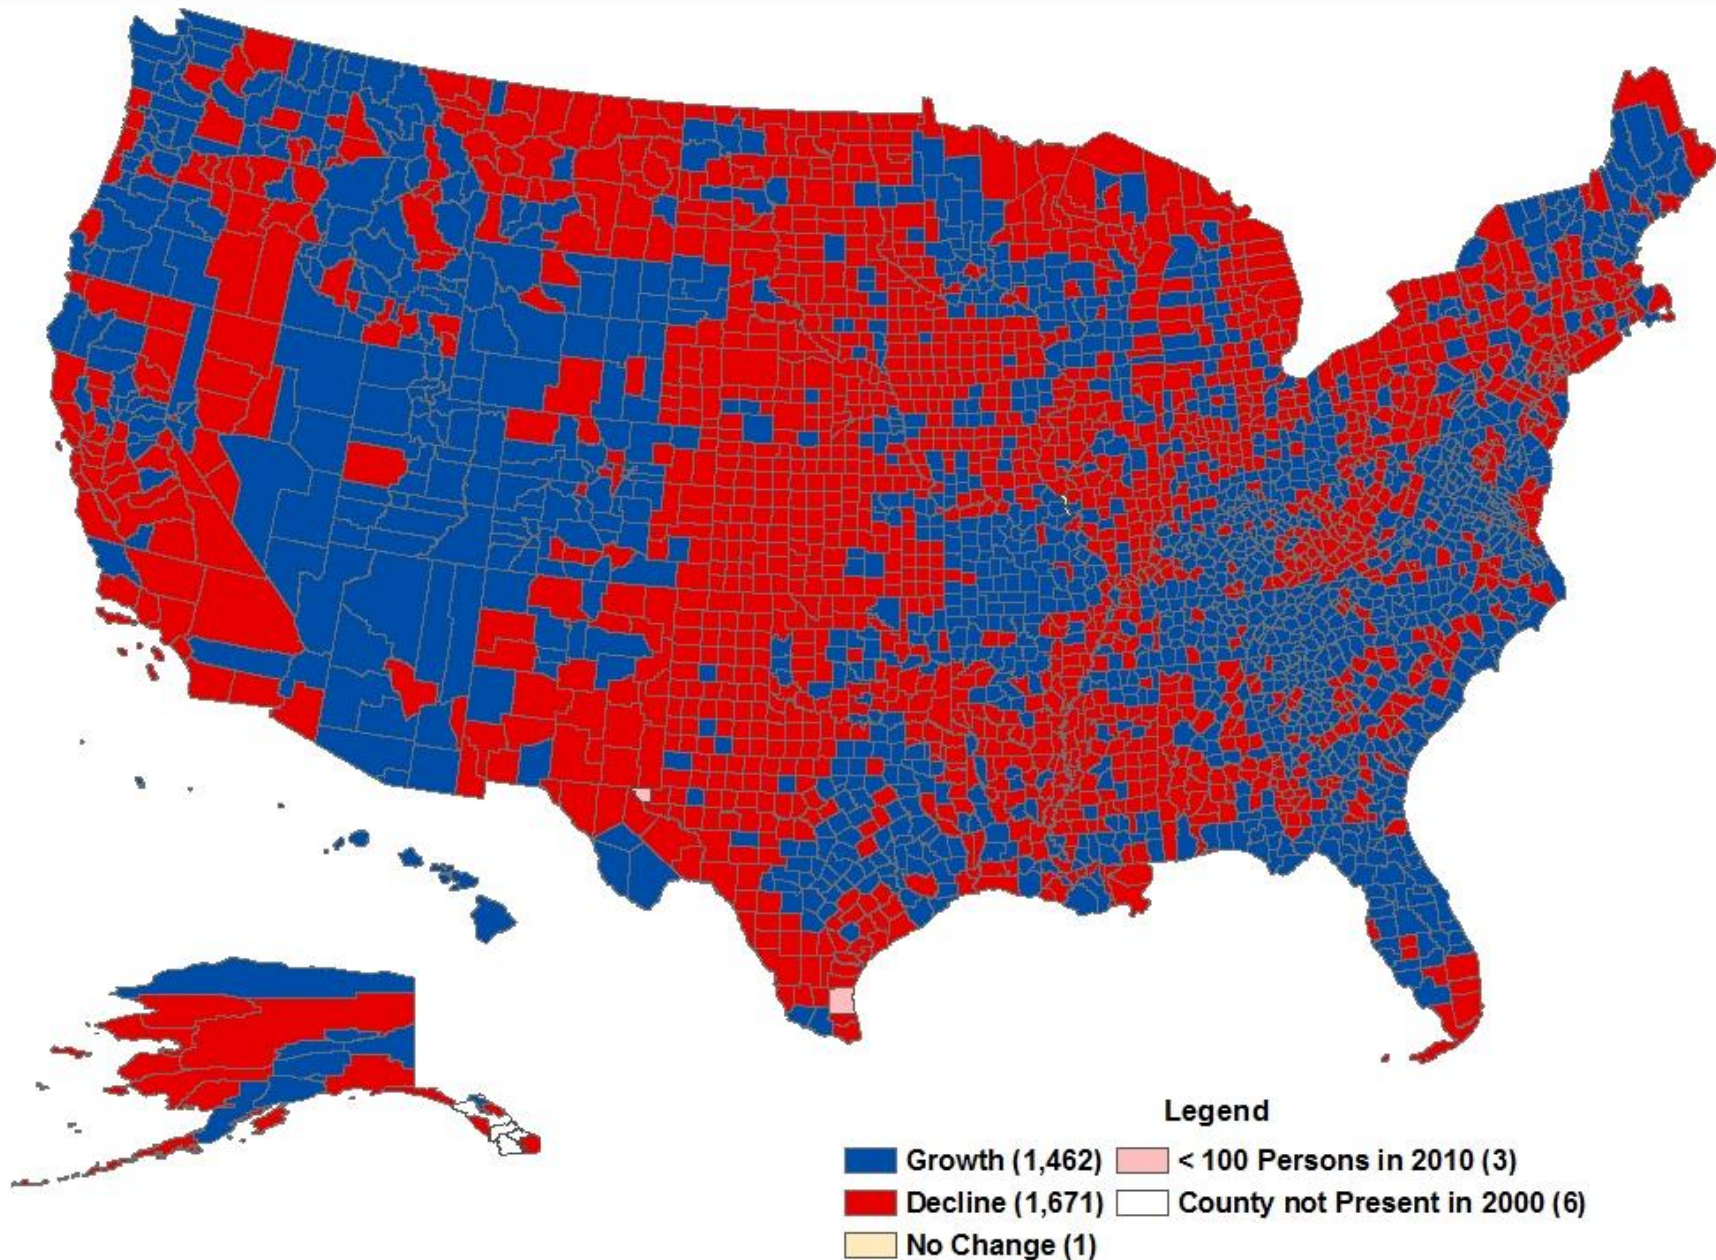 Legend
Growth (1,462)
< 100 Persons in 2010 (3)
Decline (1,671)
County not Present in 2000 (6)
No Change (1)